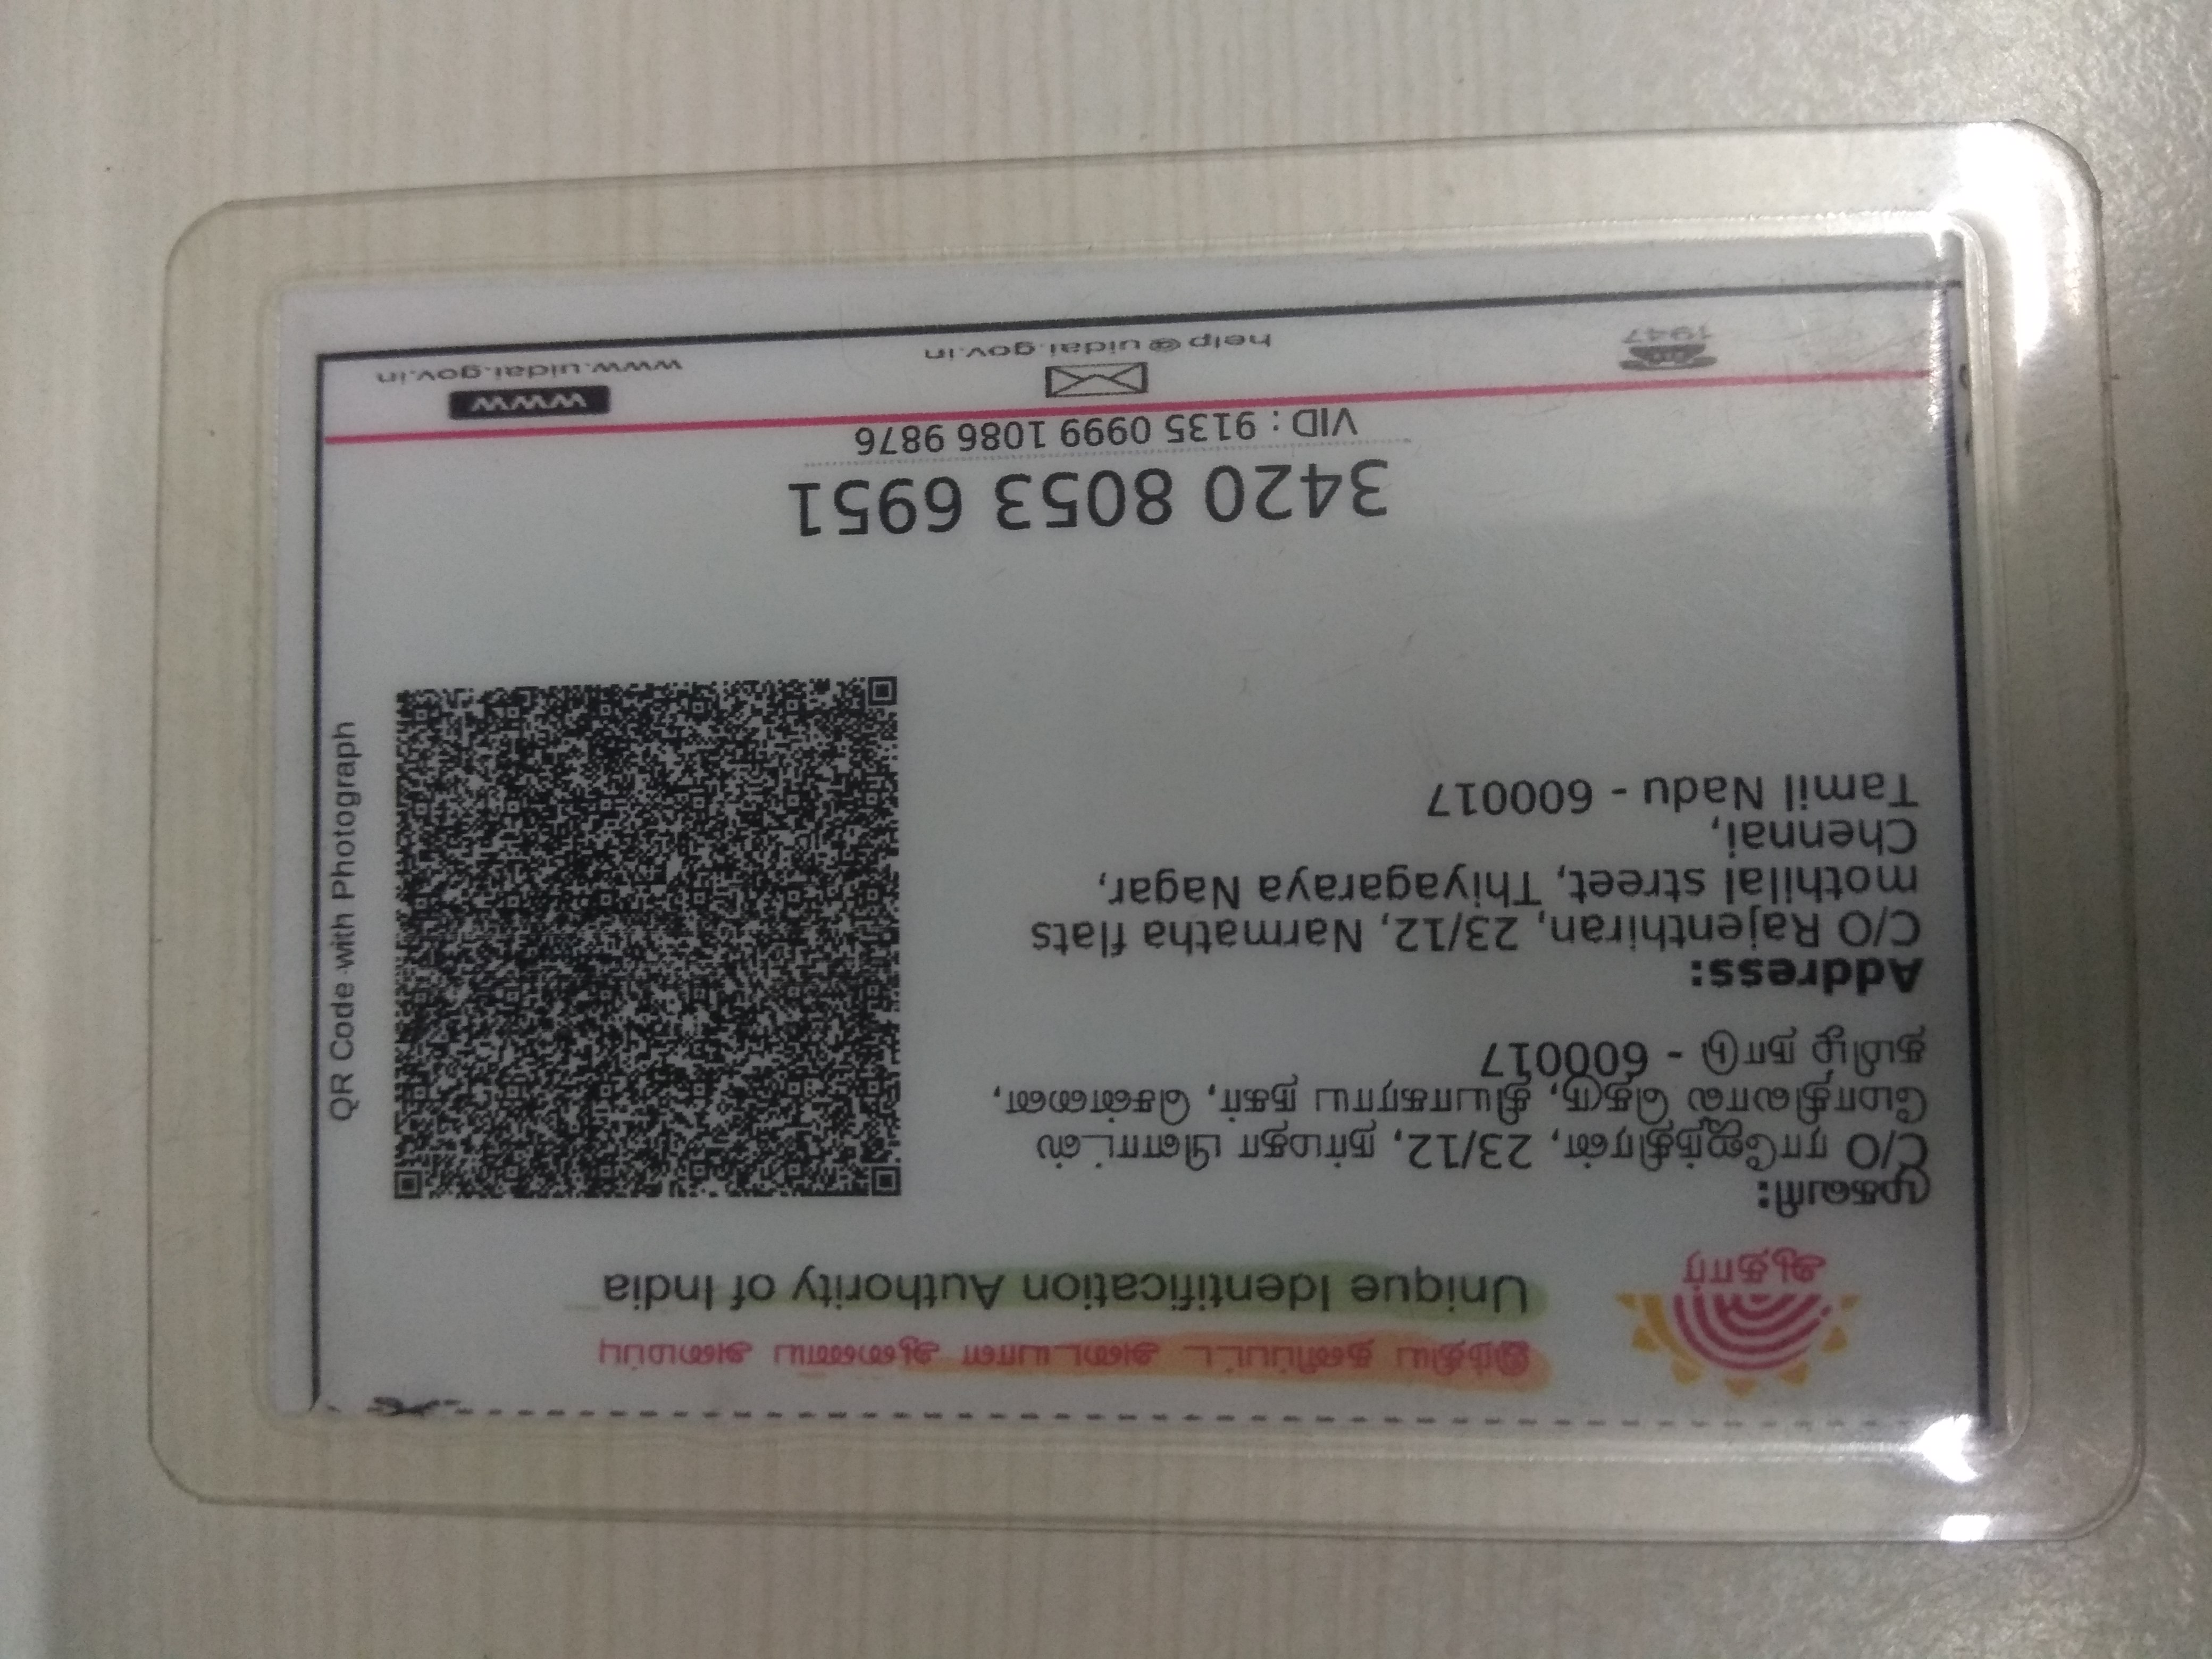 இந்திய தனிப்பட்ட அடையாள ஆணைய அமைப்பு
Unique Identification Authority of India
ஆதார்
முகவரி:
C/O ராஜேந்திரன், 23/12, நர்மதா பிளாட்ஸ்
மோதிலால் தெரு, தியாகராய நகர், சென்னை,
தமிழ் நாடு - 600017
Address:
C/O Rajenthiran, 23/12, Narmatha flats
mothilal street, Thiyagaraya Nagar,
Chennai,
Tamil Nadu - 600017
QR Code with Photograph
3420 8053 6951
VID : 9135 0999 1086 9876
1947
help@uidai.gov.in
WWW
www.uidai.gov.in